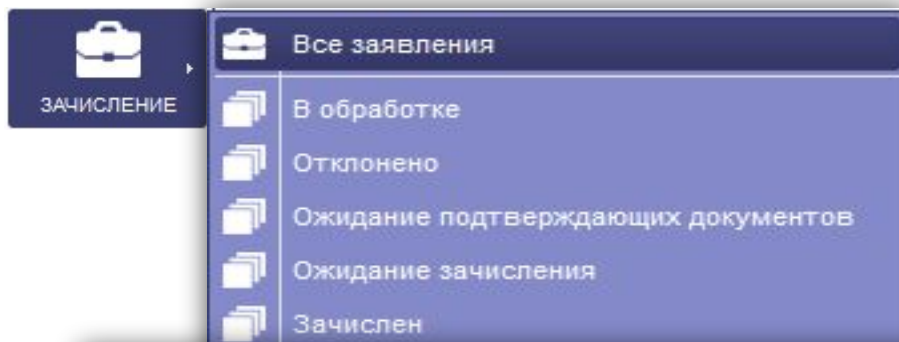 ЗАЧИСЛЕНИЕ
Все заявления
В обработке
Отклонено
Ожидание подтверждающих документов
Ожидание зачисления
Зачислен